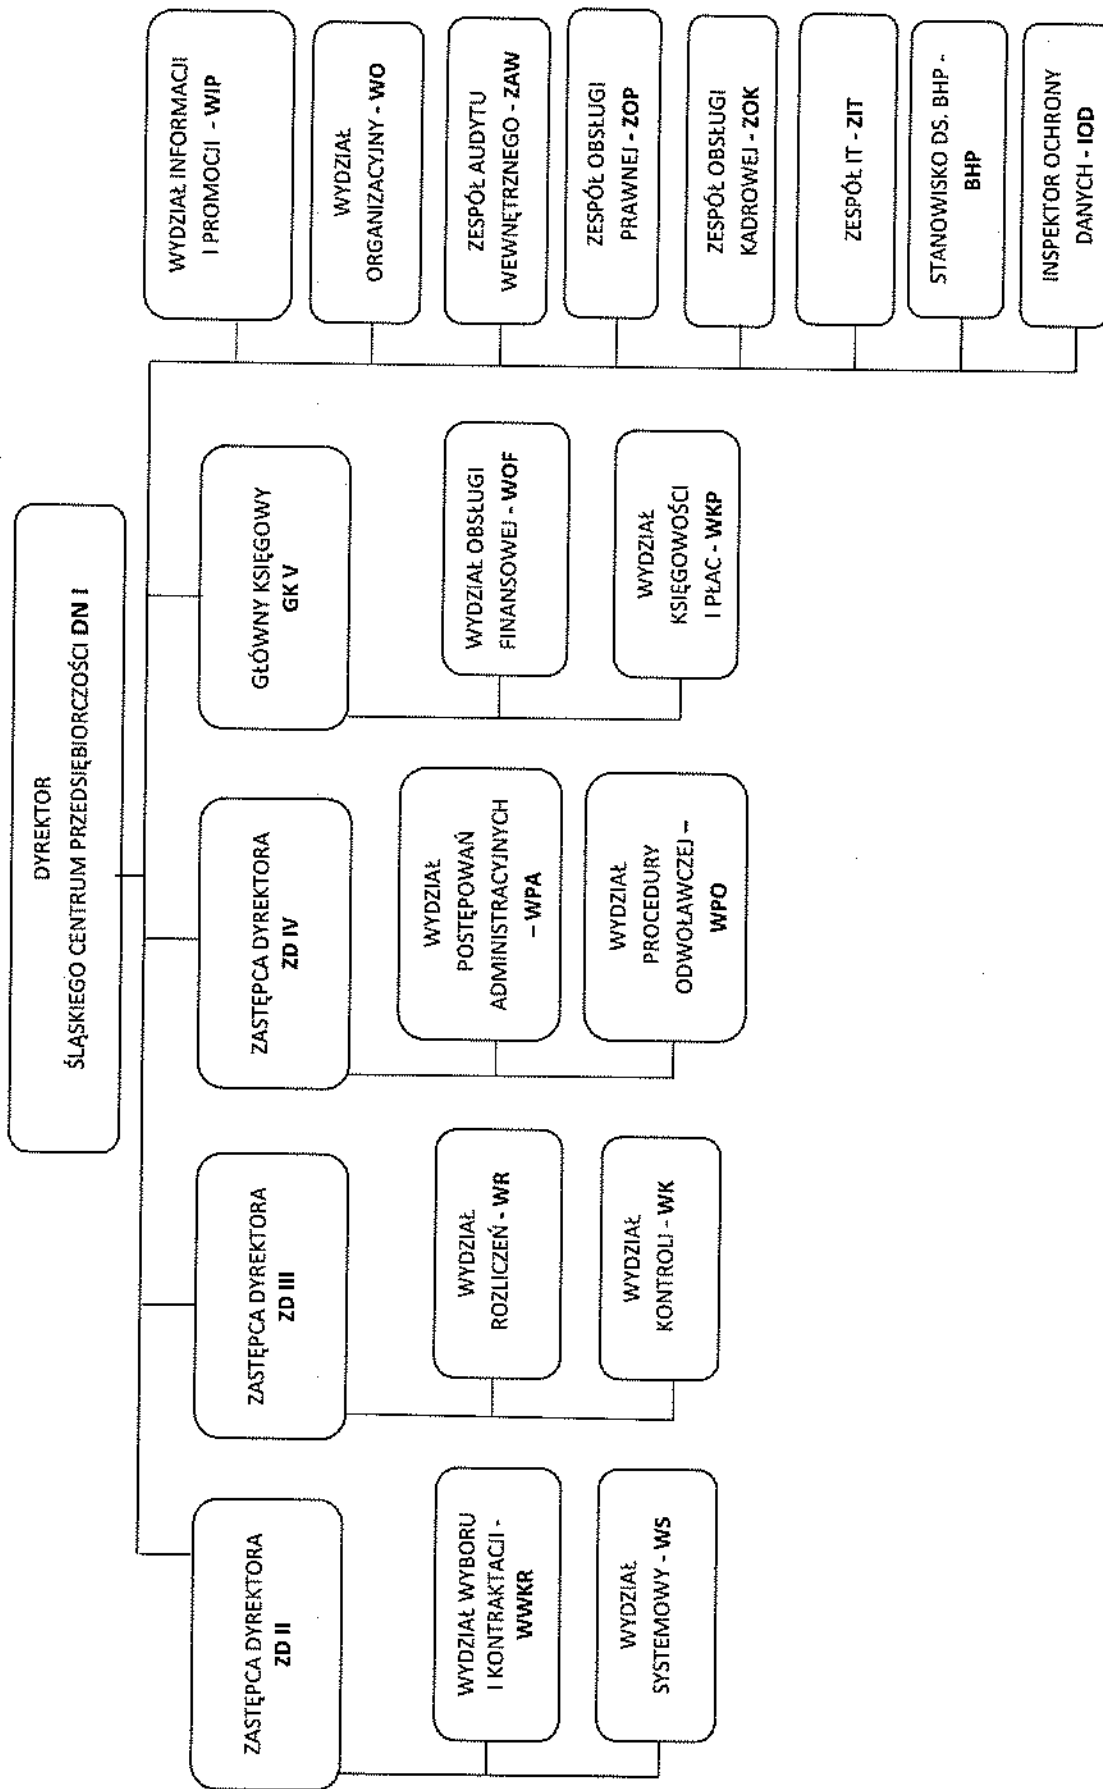 DYREKTOR
ŚLĄSKIEGO CENTRUM PRZEDSIĘBIORCZOŚCI DN I
ZASTĘPCA DYREKTORA
ZD II
WYDZIAŁ WYBORU
I KONTRAKTACJI -
WWKR
WYDZIAŁ
SYSTEMOWY - WS
ZASTĘPCA DYREKTORA
ZD III
WYDZIAŁ
ROZLICZEŃ - WR
WYDZIAŁ
KONTROLI - WK
ZASTĘPCA DYREKTORA
ZD IV
WYDZIAŁ
POSTĘPOWAŃ
ADMINISTRACYJNYCH
– WPA
WYDZIAŁ
PROCEDURY
ODWOŁAWCZEJ –
WPO
GŁÓWNY KSIĘGOWY
GK V
WYDZIAŁ OBSŁUGI
FINANSOWEJ - WOF
WYDZIAŁ
KSIĘGOWOŚCI
I PŁAC - WKP
WYDZIAŁ INFORMACJI
I PROMOCJI - WIP
WYDZIAŁ
ORGANIZACYJNY - WO
ZESPÓŁ AUDYTU
WEWNĘTRZNEGO - ZAW
ZESPÓŁ OBSŁUGI
PRAWNEJ - ZOP
ZESPÓŁ OBSŁUGI
KADROWEJ - ZOK
ZESPÓŁ IT - ZIT
STANOWISKO DS. BHP -
BHP
INSPEKTOR OCHRONY
DANYCH - IOD